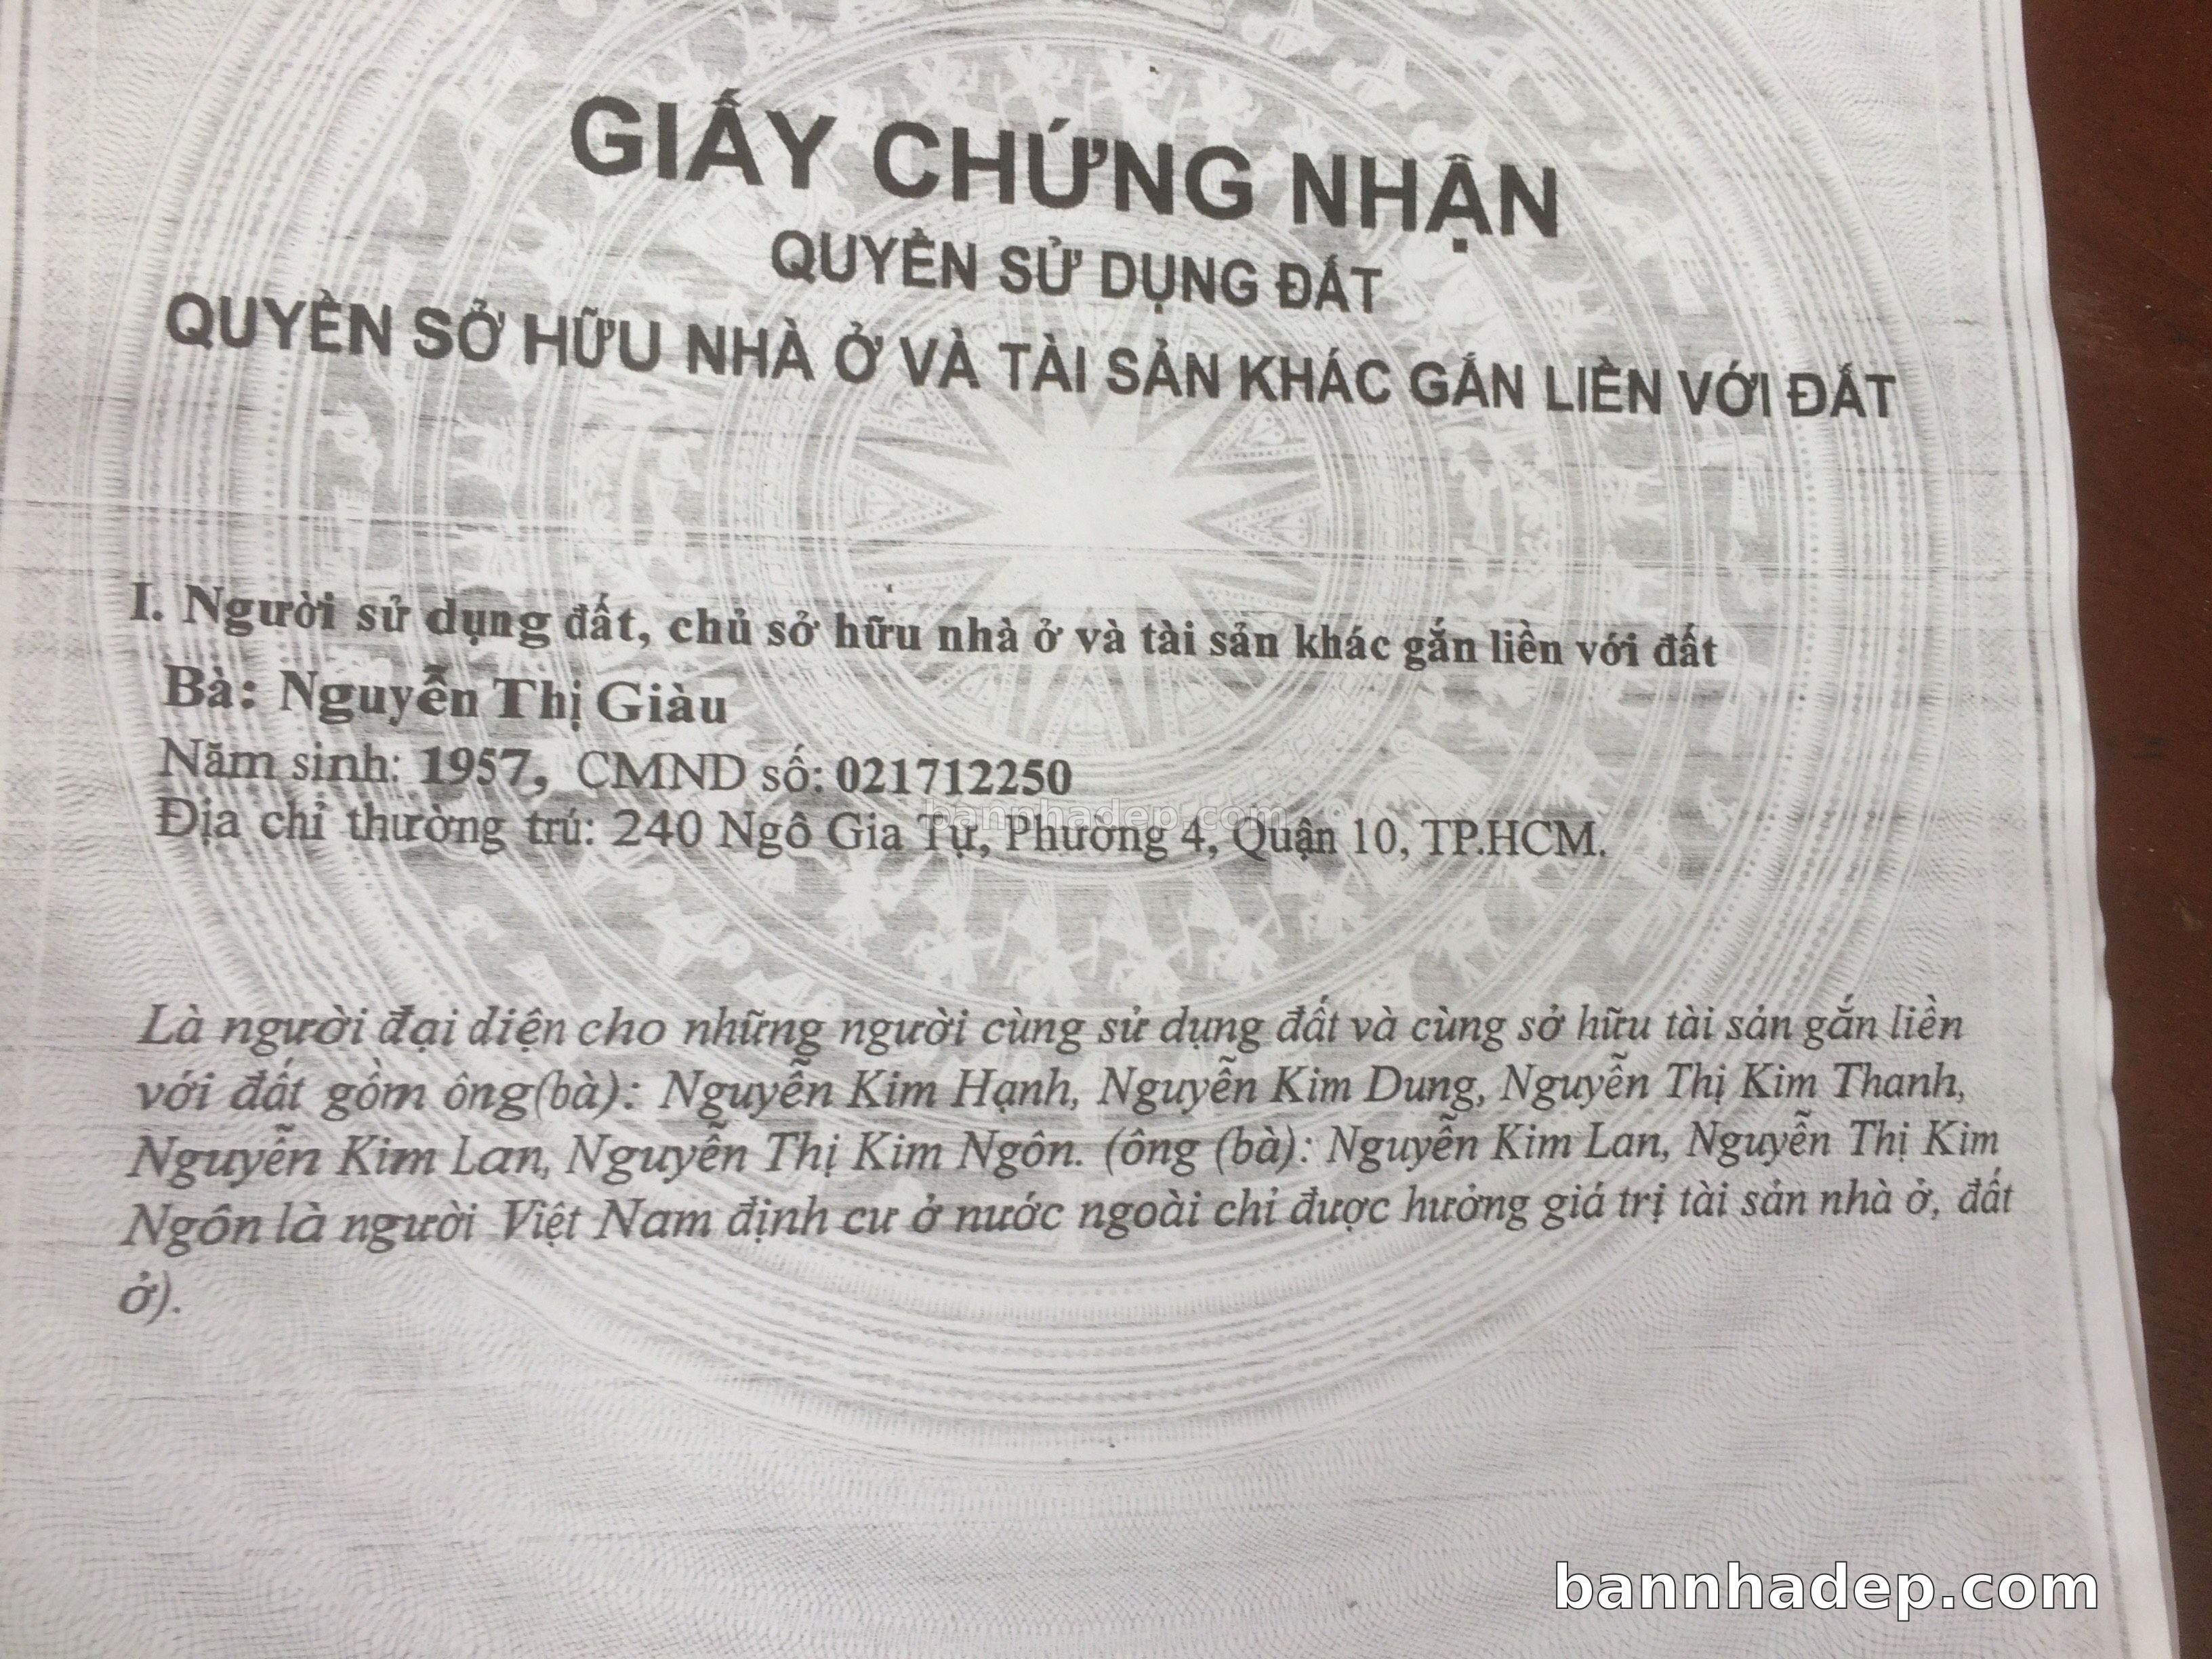 GIẤY CHỨNG NHẬN
QUYỀN SỬ DỤNG ĐẤT
QUYỀN SỞ HỮU NHÀ Ở VÀ TÀI SẢN KHÁC GẮN LIỀN VỚI ĐẤT
I. Người sử dụng đất, chủ sở hữu nhà ở và tài sản khác gắn liền với đất
Bà: Nguyễn Thị Giàu
Năm sinh: 1957, CMND số: 021712250
bannhadep.com
Địa chỉ thường trú: 240 Ngô Gia Tự, Phường 4, Quận 10, TP.HCM.
Là người đại diện cho những người cùng sử dụng đất và cùng sở hữu tài sản gắn liền
với đất gồm ông(bà): Nguyễn Kim Hạnh, Nguyễn Kim Dung, Nguyễn Thị Kim Thanh,
Nguyễn Kim Lan, Nguyễn Thị Kim Ngôn. (ông (bà): Nguyễn Kim Lan, Nguyễn Thị Kim
Ngôn là người Việt Nam định cư ở nước ngoài chỉ được hưởng giá trị tài sản nhà ở, đất
ở).
bannhadep.com